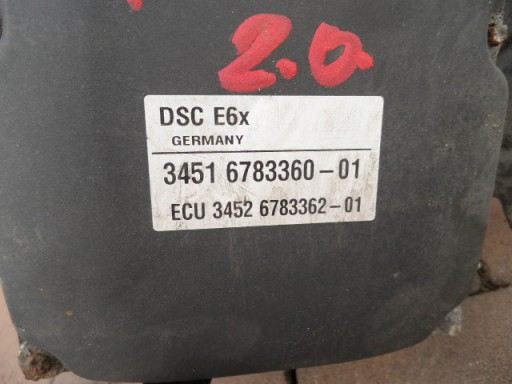 2.0.
DSC E6x
GERMANY
3451 6783360-01
ECU 3452 6783362-01